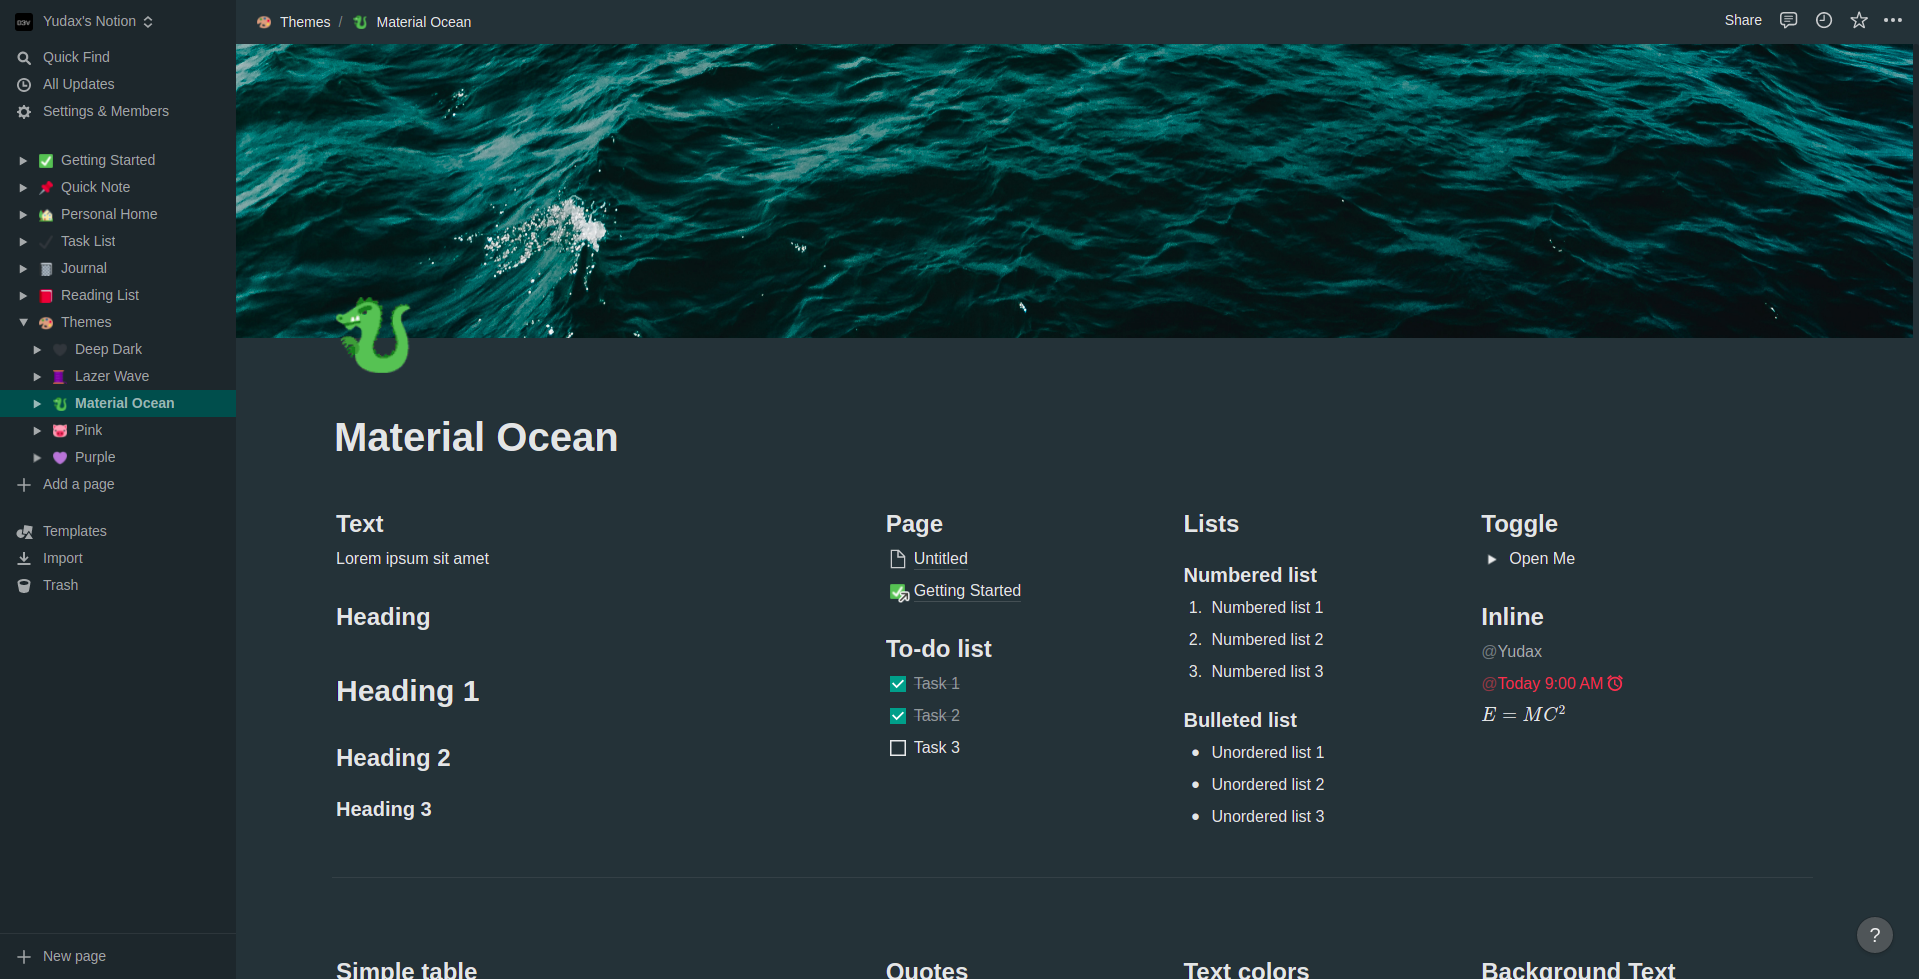 Yudax's Notion
Quick Find
All Updates
Settings & Members
Getting Started
Quick Note
Personal Home
Task List
Journal
Reading List
Themes
Deep Dark
Lazer Wave
Material Ocean
Pink
Purple
Add a page
Templates
Import
Trash
New page
Themes / Material Ocean
Share
Material Ocean
Text
Lorem ipsum sit amet
Heading
Heading 1
Heading 2
Heading 3
Page
Untitled
Getting Started
To-do list
Task 1
Task 2
Task 3
Lists
Numbered list
1. Numbered list 1
2. Numbered list 2
3. Numbered list 3
Bulleted list
• Unordered list 1
• Unordered list 2
• Unordered list 3
Toggle
Open Me
Inline
@Yudax
@Today 9:00 AM
E = MC²
?
Simple table
Quotes
Text colors
Background Text